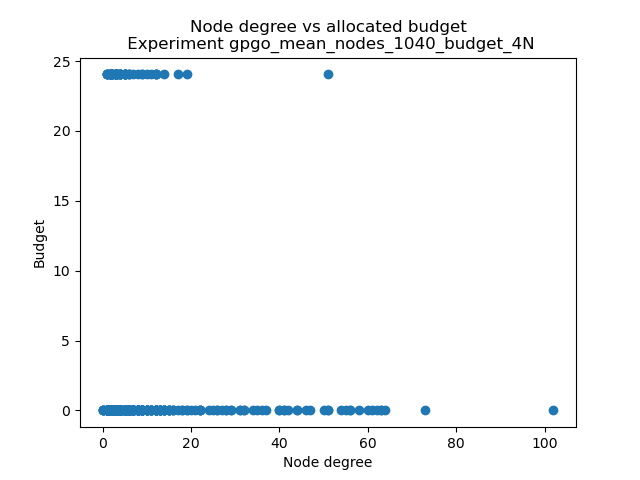 Node degree vs allocated budget
Experiment gpgo_mean_nodes_1040_budget_4N
25
20
15
10
5
0
Budget
0 20 40 60 80 100
Node degree